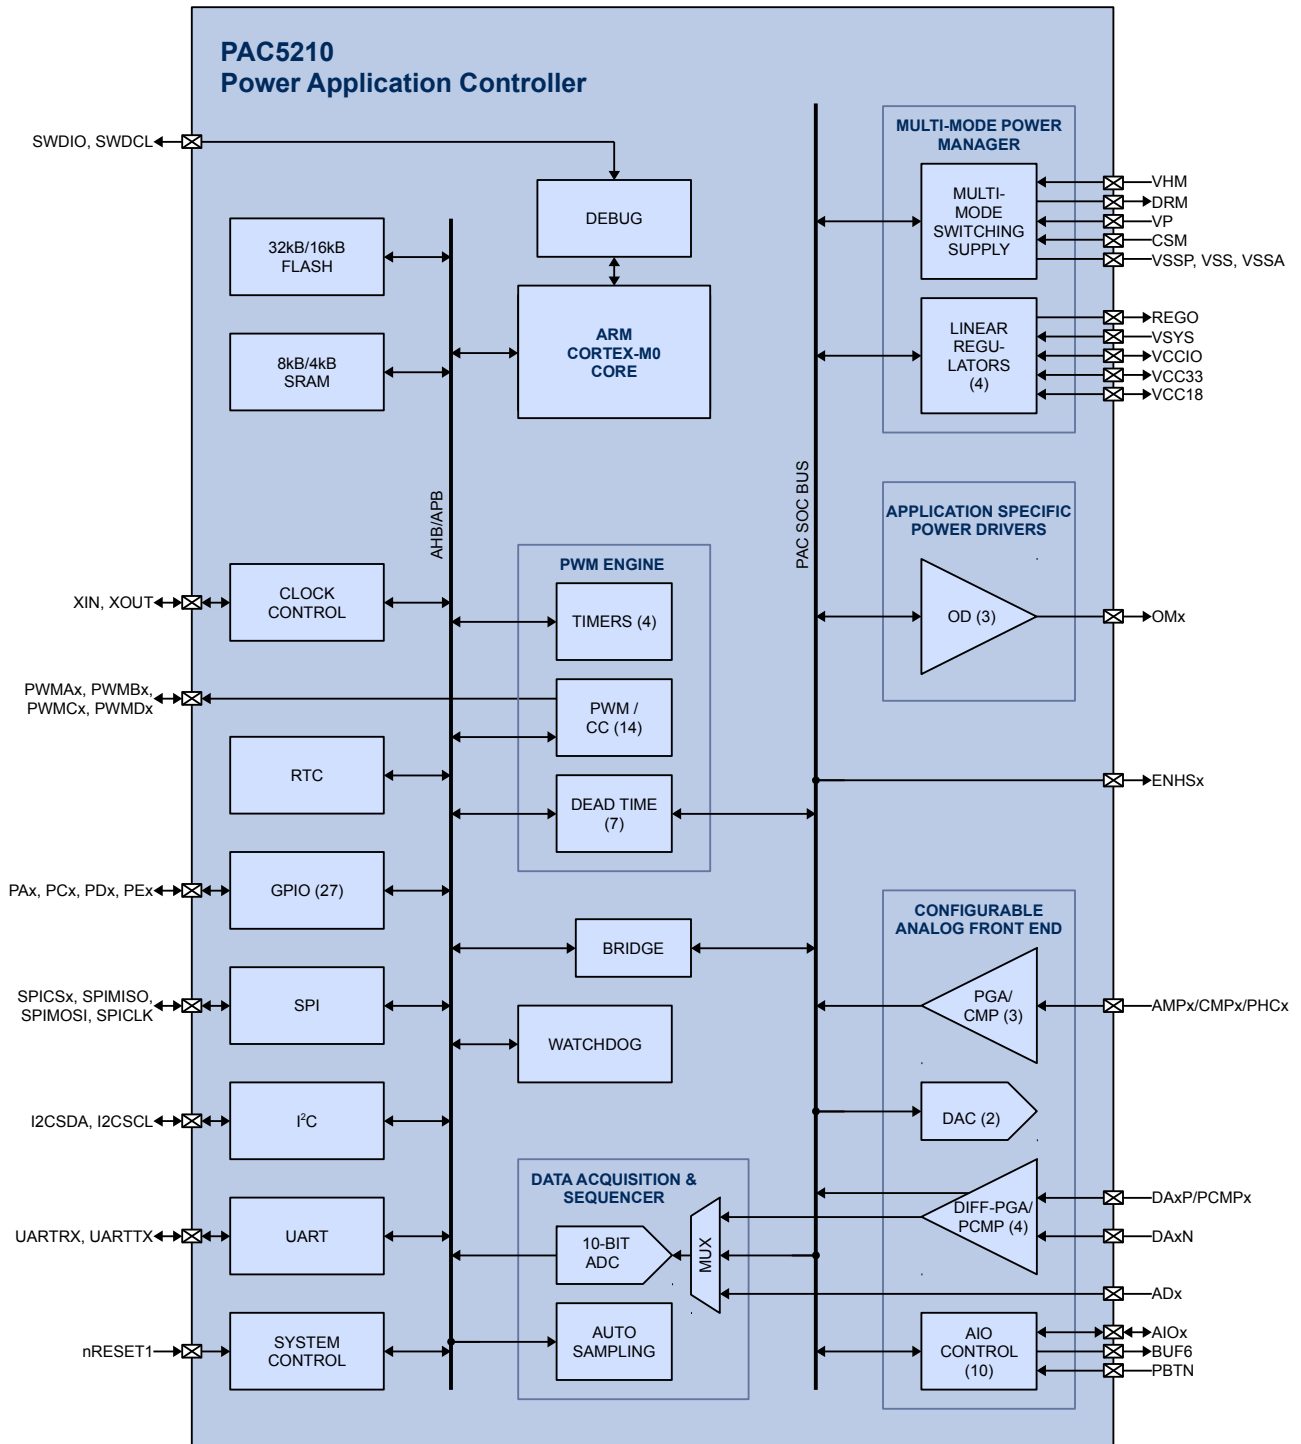 PAC5210
Power Application Controller
SWDIO, SWDCL
DEBUG
32kB/16kB
FLASH
8kB/4kB
SRAM
ARM
CORTEX-M0
CORE
AHB/APB
PAC SOC BUS
MULTI-MODE POWER
MANAGER
MULTI-
MODE
SWITCHING
SUPPLY
VHM
DRM
VP
CSM
VSSP, VSS, VSSA
LINEAR
REGU-
LATORS
(4)
REGO
VSYS
VCCIO
VCC33
VCC18
APPLICATION SPECIFIC
POWER DRIVERS
OD (3)
OMx
ENHSx
XIN, XOUT
CLOCK
CONTROL
PWM ENGINE
TIMERS (4)
PWMAx, PWMBx,
PWMCx, PWMDx
PWM /
CC (14)
RTC
DEAD TIME
(7)
PAx, PCx, PDx, PEx
GPIO (27)
BRIDGE
SPICSx, SPIMISO,
SPIMOSI, SPICLK
SPI
WATCHDOG
I2CSDA, I2CSCL
I²C
UARTRX, UARTTX
UART
nRESET1
SYSTEM
CONTROL
DATA ACQUISITION &
SEQUENCER
10-BIT
ADC
MUX
AUTO
SAMPLING
CONFIGURABLE
ANALOG FRONT END
PGA/
CMP (3)
AMPx/CMPx/PHCx
DAC (2)
DIFF-PGA/
PCMP (4)
DAxP/PCMPx
DAxN
ADx
AIO
CONTROL
(10)
AIOx
BUF6
PBTN